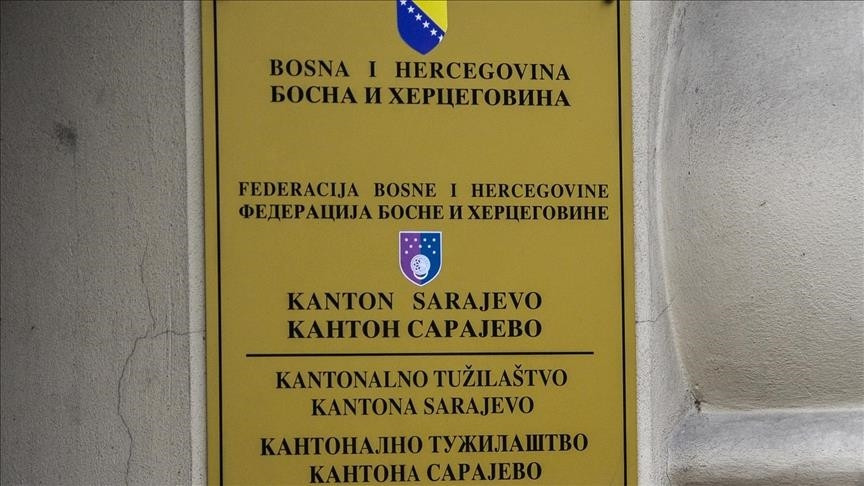 BOSNA I HERCEGOVINA
БОСНА И ХЕРЦЕГОВИНА
FEDERACIJA BOSNE I HERCEGOVINE
ФЕДЕРАЦИЈА БОСНЕ И ХЕРЦЕГОВИНЕ
KANTON SARAJEVO
КАНТОН САРАЈЕВО
KANTONALNO TUŽILAŠTVO
KANTONA SARAJEVO
КАНТОНАЛНО ТУЖИЛАШТВО
КАНТОНА САРАЈЕВО